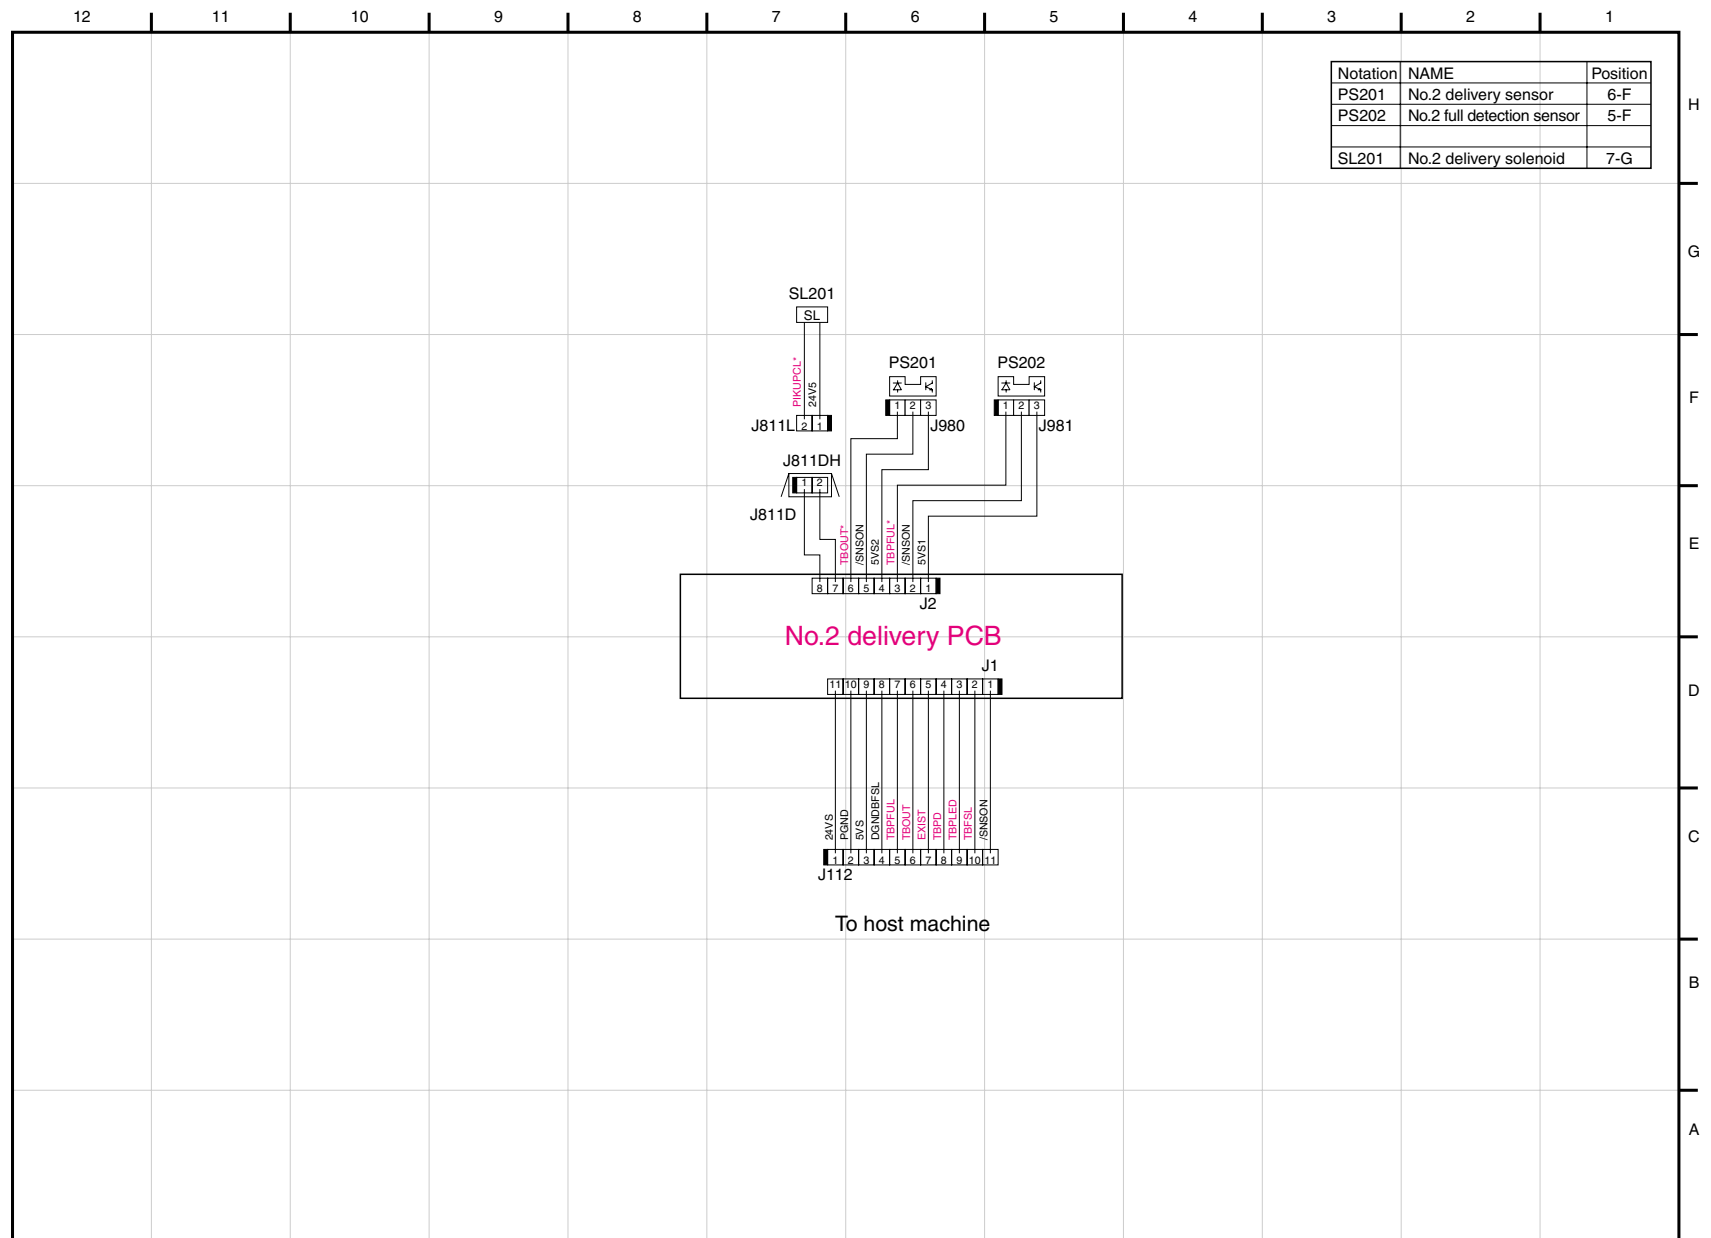 12 11 10 9 8 7 6 5 4 3 2 1
Notation NAME Position
PS201 No.2 delivery sensor 6-F
PS202 No.2 full detection sensor 5-F
SL201 No.2 delivery solenoid 7-G
H
G
F
E
D
C
B
A
SL201
SL
PIKUPCL*
24V5
J811L 2 1
PS201
1 2 3
J980
PS202
1 2 3
J981
J811DH
1 2
J811D
TBOUT*
/SNSON
5VS2
TBPFUL*
/SNSON
5VS1
8 7 6 5 4 3 2 1
J2
No.2 delivery PCB
J1
11 10 9 8 7 6 5 4 3 2 1
24VS
PGND
5VS
DGNDBFSL
TBPFUL
TBOUT
EXIST
TBPD
TBPLED
TBFSL
/SNSON
1 2 3 4 5 6 7 8 9 10 11
J112
To host machine